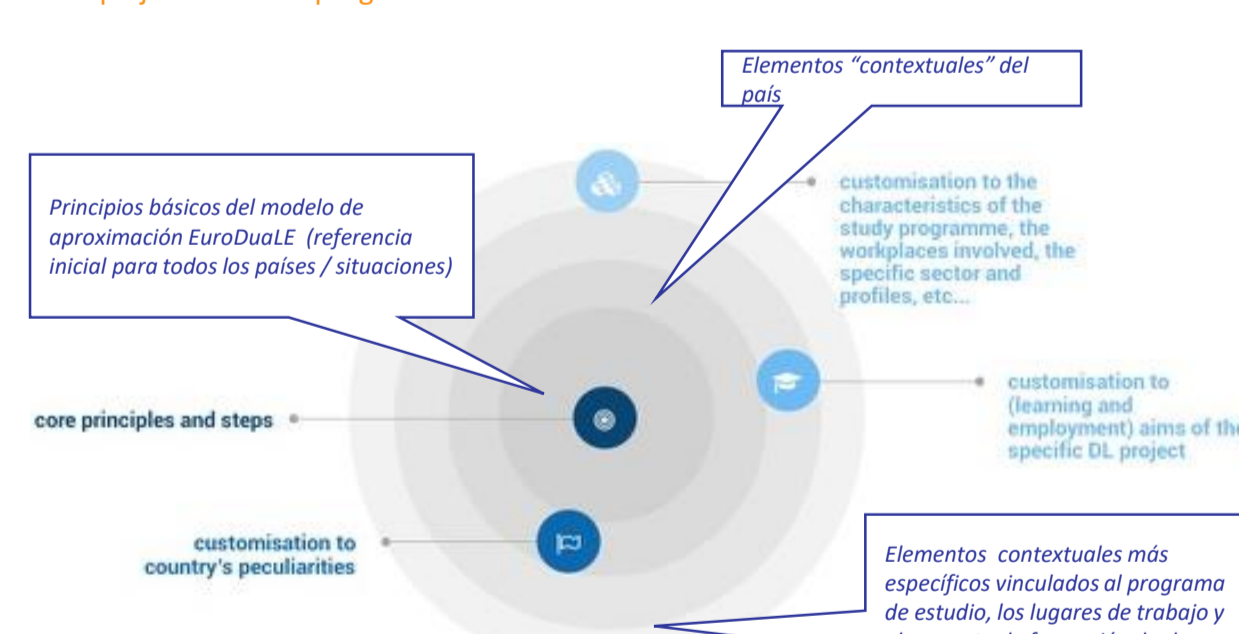 Elementos “contextuales” del
país
Principios básicos del modelo de
aproximación EuroDuaLE (referencia
inicial para todos los países / situaciones)
customisation to the
characteristics of the
study programme, the
workplaces involved, the
specific sector and
profiles, etc...
customisation to
(learning and
employment) aims of the
specific DL project
core principles and steps
customisation to
country's peculiarities
Elementos contextuales más
específicos vinculados al programa
de estudio, los lugares de trabajo y